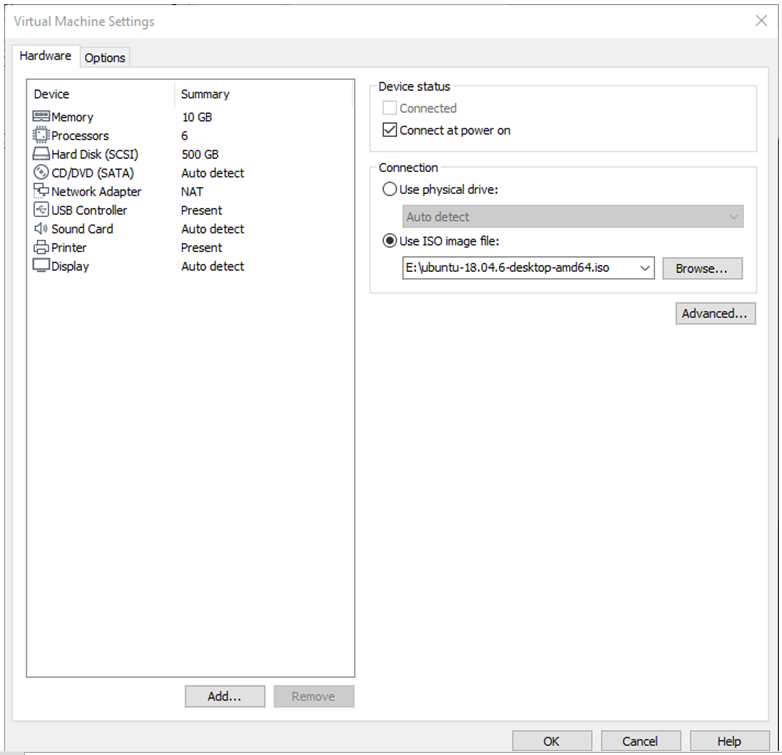 Virtual Machine Settings
Hardware Options
Device Summary
Memory 10 GB
Processors 6
Hard Disk (SCSI) 500 GB
CD/DVD (SATA) Auto detect
Network Adapter NAT
USB Controller Present
Sound Card Auto detect
Printer Present
Display Auto detect
Add... Remove
Device status
Connected
Connect at power on
Connection
Use physical drive:
Auto detect
Use ISO image file:
E:\ubuntu-18.04.6-desktop-amd64.iso Browse...
Advanced...
OK Cancel Help